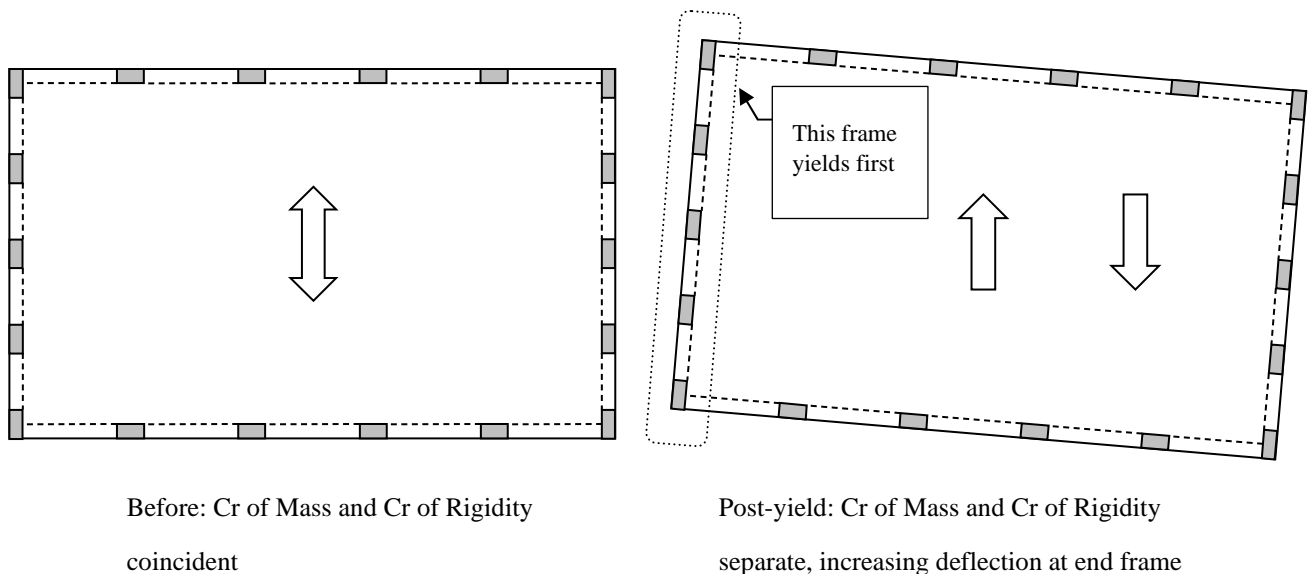 This frame
yields first
Before: Cr of Mass and Cr of Rigidity
coincident
Post-yield: Cr of Mass and Cr of Rigidity
separate, increasing deflection at end frame